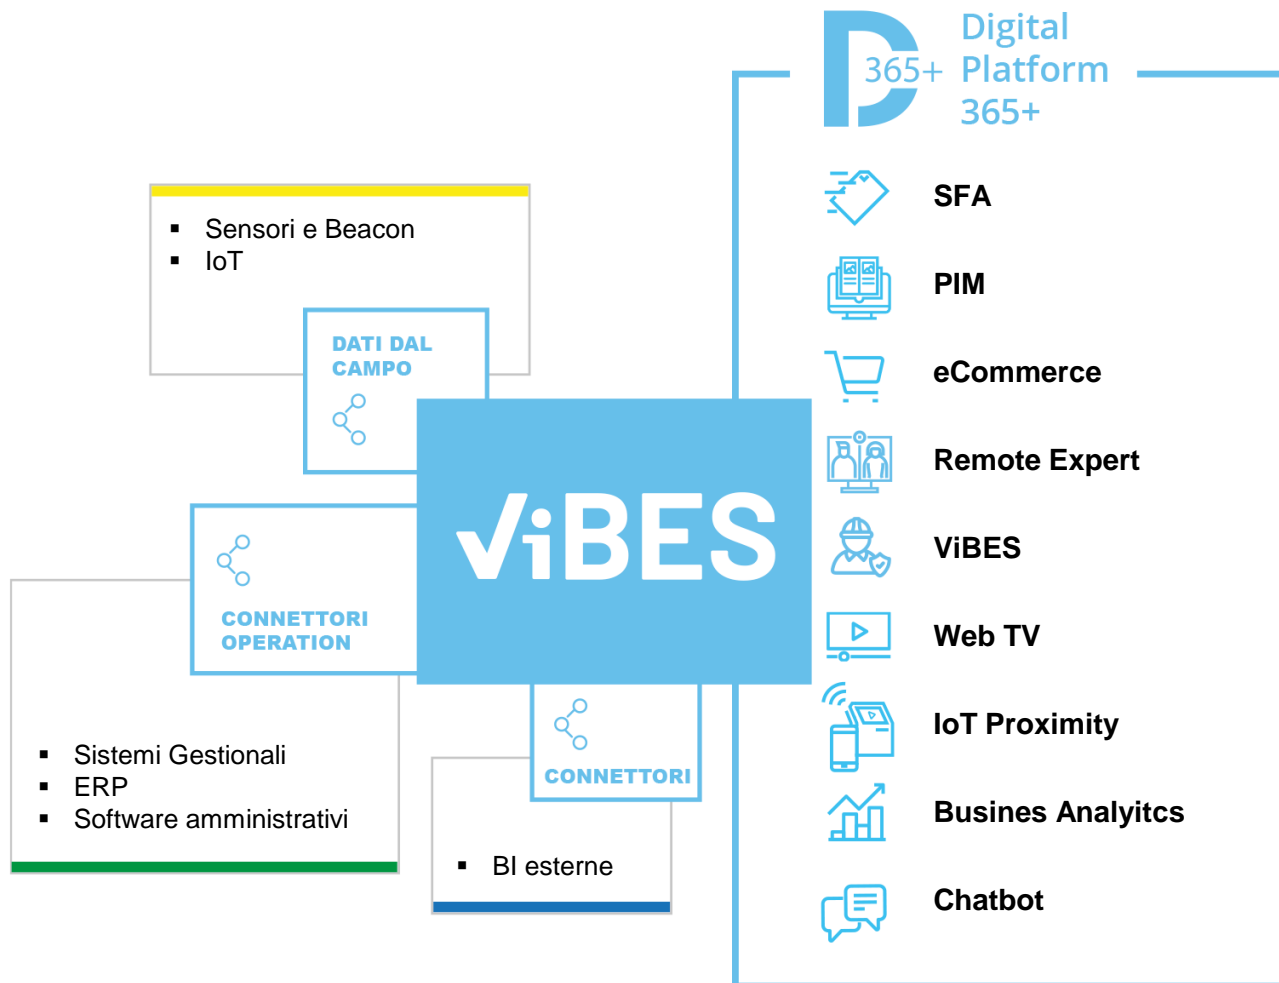 Digital
365+ Platform
365+
SFA
▪ Sensori e Beacon
▪ IoT
PIM
DATI DAL
CAMPO
eCommerce
Remote Expert
ViBES
ViBES
CONNETTORI
OPERATION
Web TV
IoT Proximity
▪ Sistemi Gestionali
▪ ERP
▪ Software amministrativi
CONNETTORI
Busines Analyitcs
▪ BI esterne
Chatbot